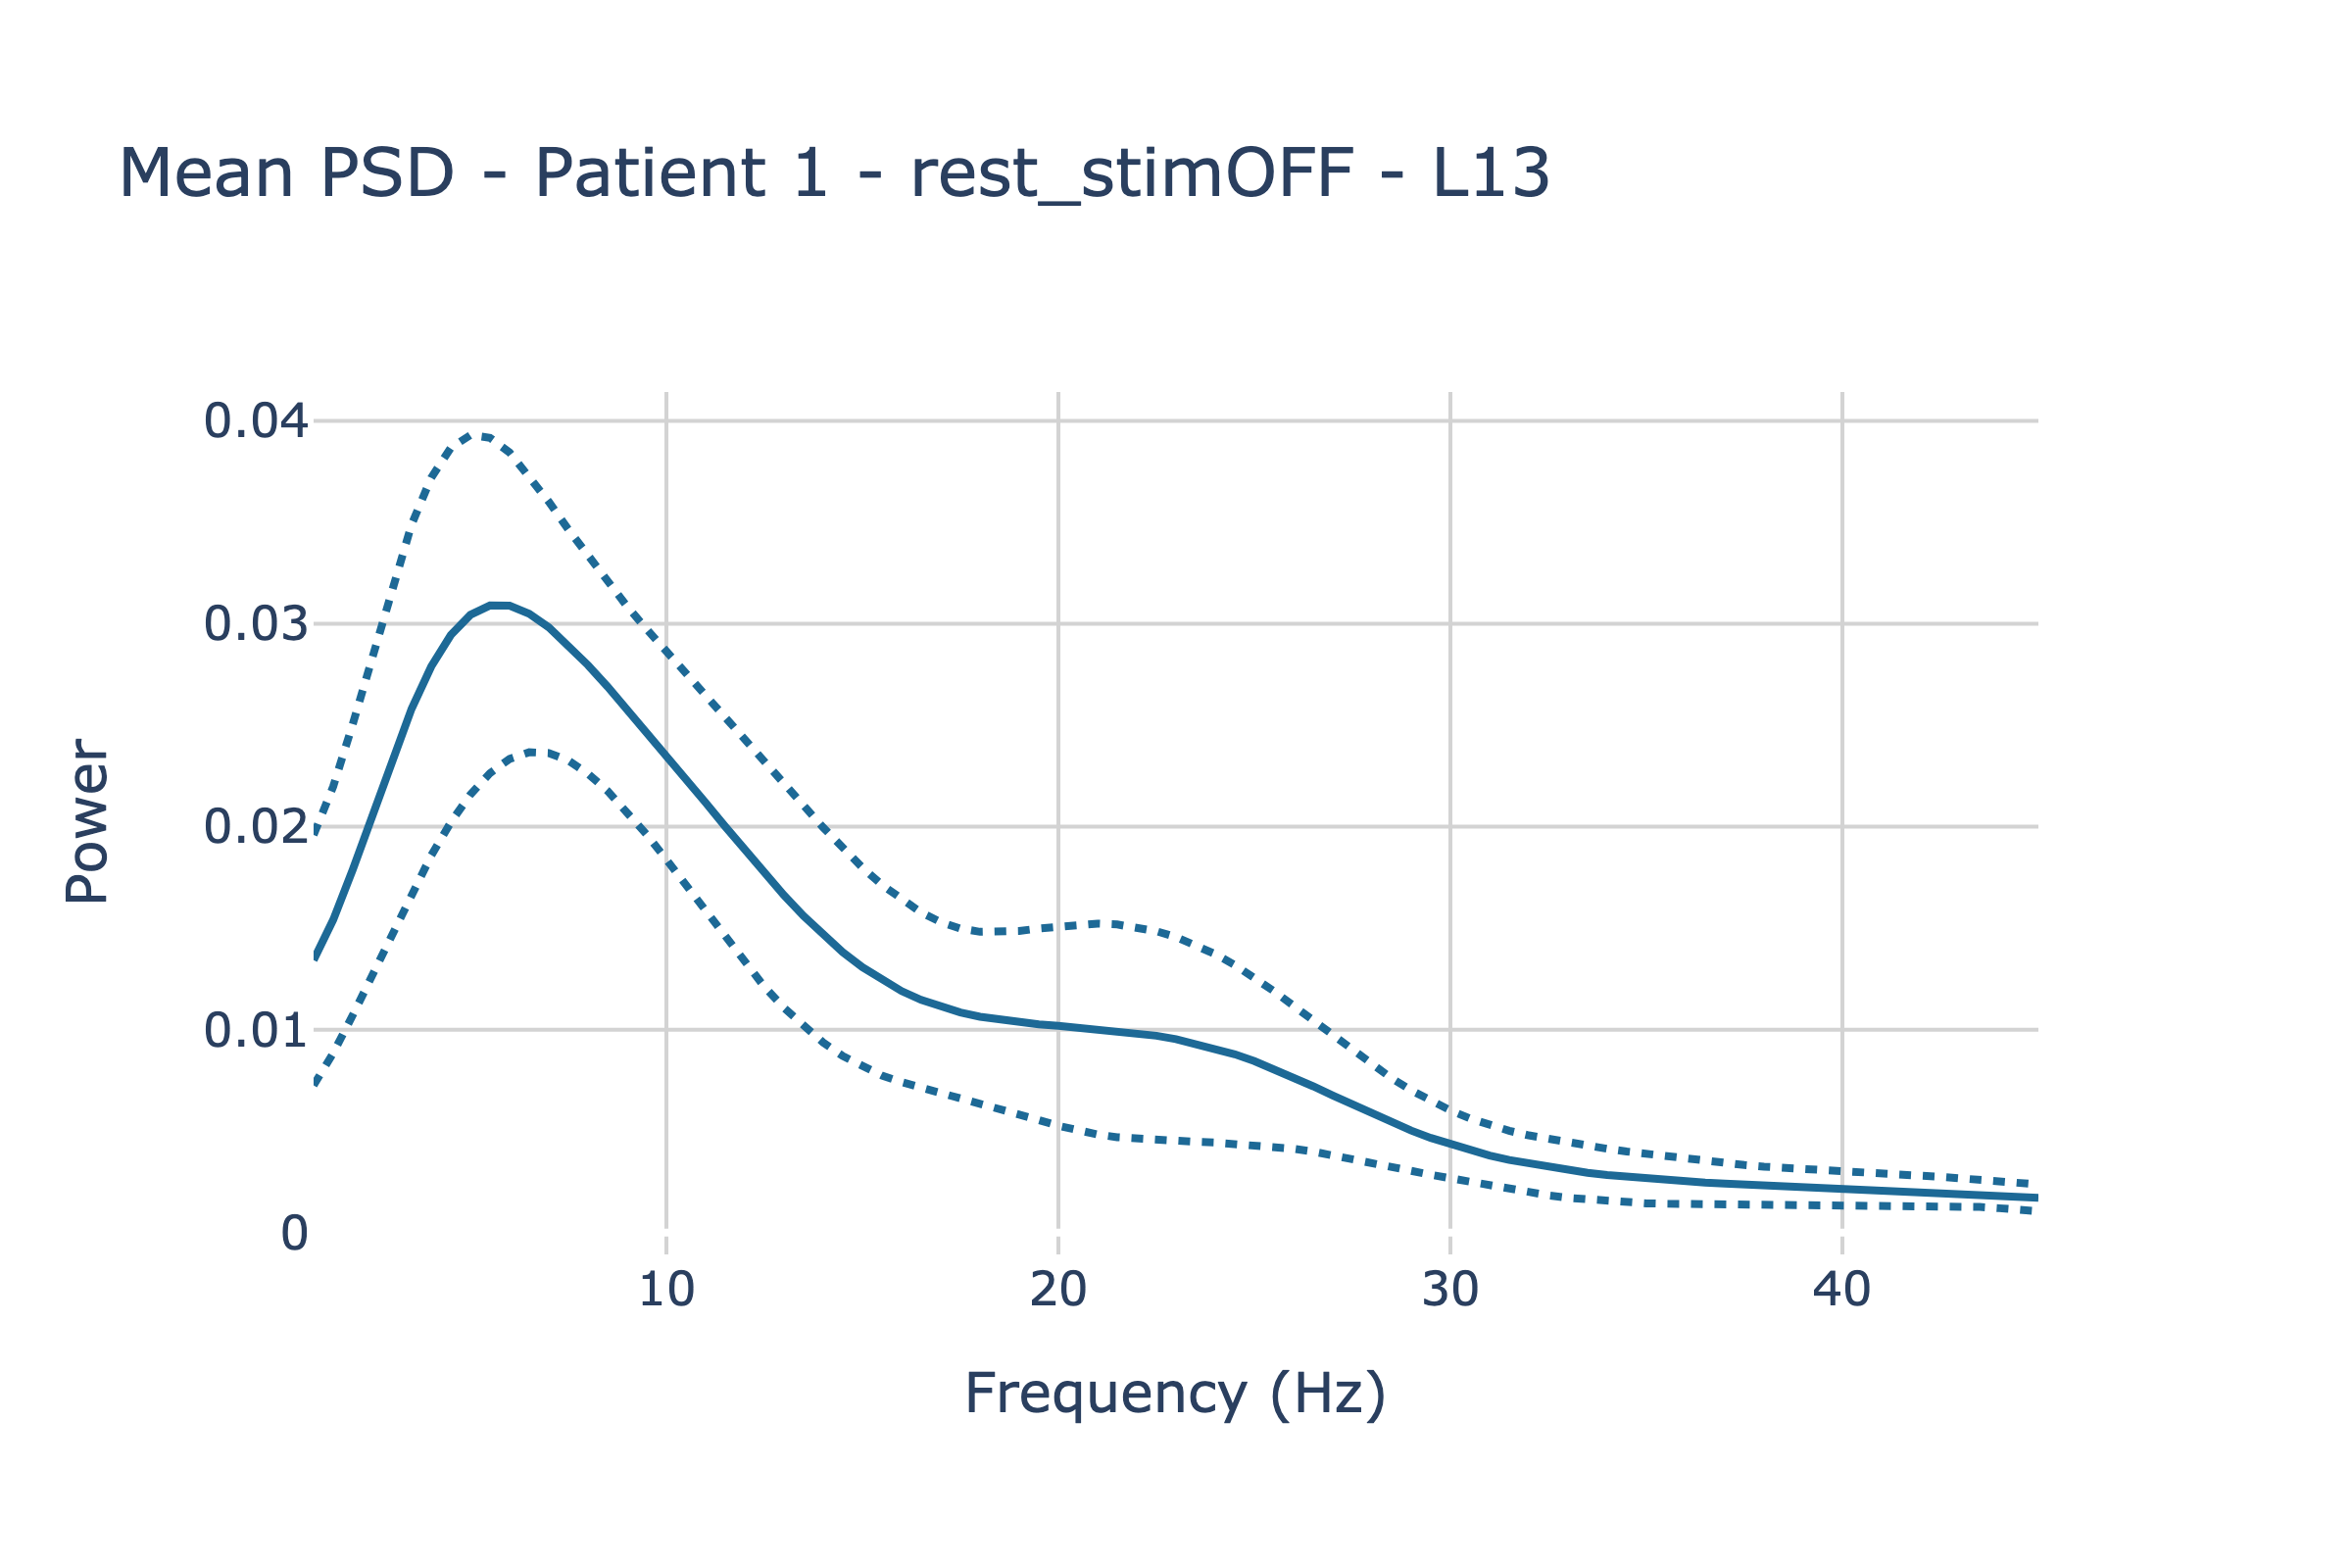 Mean PSD - Patient 1 - rest_stimOFF - L13
0.04
0.03
0.02
0.01
0
Power
10 20 30 40
Frequency (Hz)